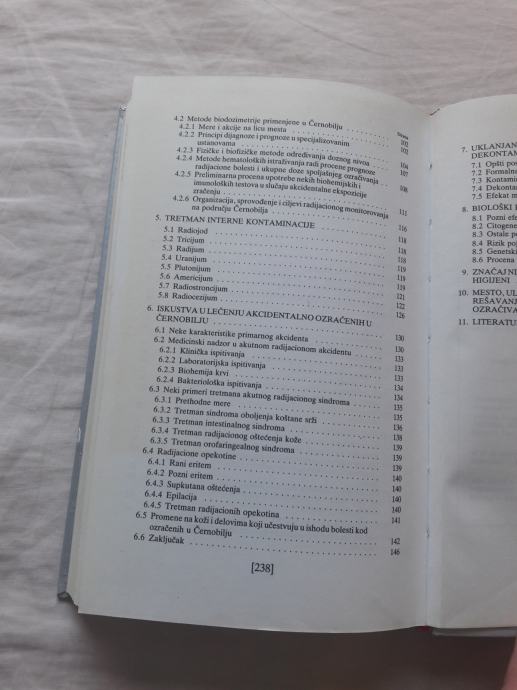 Strana
4.2 Metode biodozimetrije primenjene u Černobilju 102
4.2.1 Mere i akcije na licu mesta 102
4.2.2 Principi dijagnoze i prognoze u specijalizovanim
ustanovama 104
4.2.3 Fizičke i biofizičke metode određivanja doznog nivoa 107
4.2.4 Metode hematoloških istraživanja radi procene prognoze
radijacione bolesti i ukupne doze spoljašnjeg ozračivanja 108
4.2.5 Preliminarna procena upotrebe nekih biohemijskih i
imunoloških testova u slučaju akcidentalne ekspozicije
zračenju 111
4.2.6 Organizacija, sprovođenje i ciljevi radijacionog monitorovanja
na području Černobilja 116
5. TRETMAN INTERNE KONTAMINACIJE 118
5.1 Radiojod 118
5.2 Tricijum 118
5.3 Radijum 119
5.4 Uranijum 119
5.5 Plutonijum 119
5.6 Americijum 121
5.7 Radiostroncijum 122
5.8 Radiocezijum 126
6. ISKUSTVA U LEČENJU AKCIDENTALNO OZRAČENIH U
ČERNOBILJU 130
6.1 Neke karakteristike primarnog akcidenta 130
6.2 Medicinski nadzor u akutnom radijacionom akcidentu 133
6.2.1 Klinička ispitivanja 133
6.2.2 Laboratorijska ispitivanja 133
6.2.3 Biohemija krvi 134
6.2.4 Bakteriološka ispitivanja 134
6.3 Neki primeri tretmana akutnog radijacionog sindroma 135
6.3.1 Prethodne mere 135
6.3.2 Tretman sindroma oboljenja koštane srži 136
6.3.3 Tretman intestinalnog sindroma 138
6.3.4 Tretman radijacionog oštećenja kože 139
6.3.5 Tretman orofaringealnog sindroma 139
6.4 Radijacione opekotine 139
6.4.1 Rani eritem 140
6.4.2 Pozni eritem 140
6.4.3 Supkutana oštećenja 140
6.4.4 Epilacija 140
6.4.5 Tretman radijacionih opekotina 141
6.5 Promene na koži i delovima koji učestvuju u ishodu bolesti kod
ozračenih u Černobilju 142
6.6 Zaključak 146
[238]
7. UKLANJAN
DEKONTAM
7.1 Opšti pos
7.2 Formalne
7.3 Kontamin
7.4 Dekontam
7.5 Efekat m
8. BIOLOŠKI
8.1 Pozni efe
8.2 Citogene
8.3 Ostale po
8.4 Rizik poj
8.5 Genetski
8.6 Procena
9. ZNAČAJ NI
HIGIJENI
10. MESTO, UL
REŠAVANJ
OZRAČIVA
11. LITERATU